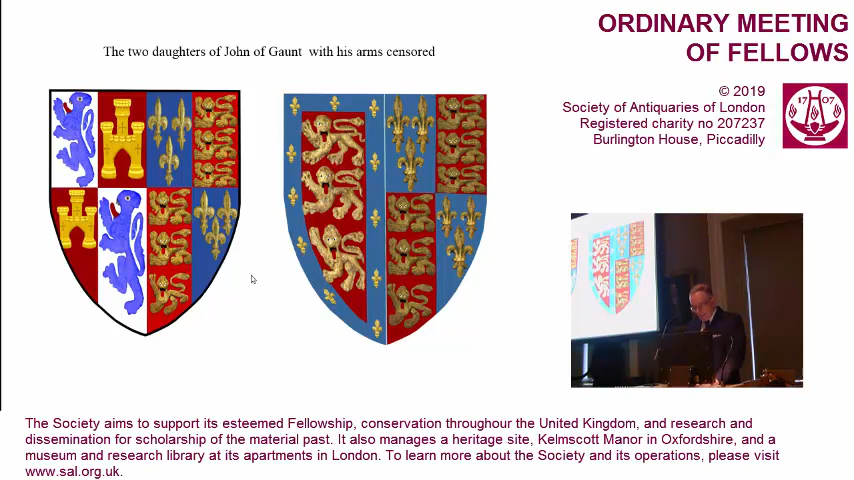 The two daughters of John of Gaunt with his arms censored
ORDINARY MEETING
OF FELLOWS
© 2019
Society of Antiquaries of London
Registered charity no 207237
Burlington House, Piccadilly
17 07
The Society aims to support its esteemed Fellowship, conservation throughour the United Kingdom, and research and
dissemination for scholarship of the material past. It also manages a heritage site, Kelmscott Manor in Oxfordshire, and a
museum and research library at its apartments in London. To learn more about the Society and its operations, please visit
www.sal.org.uk.